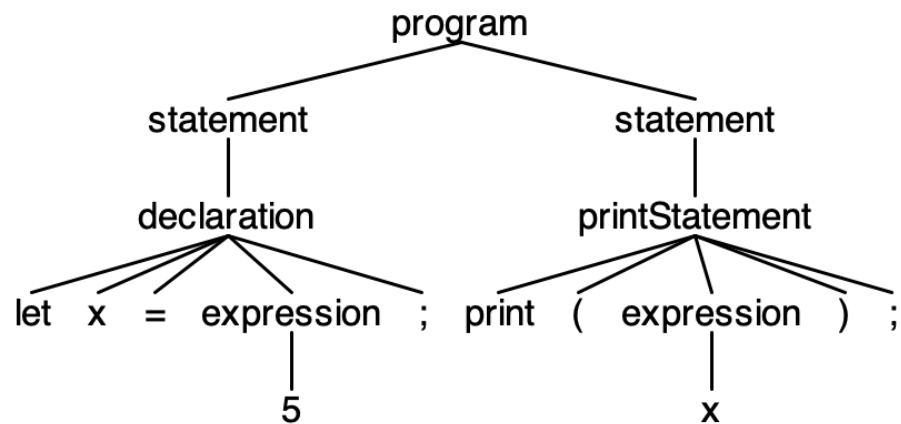 program
statement statement
declaration printStatement
let x = expression ; print ( expression ) ;
5 x